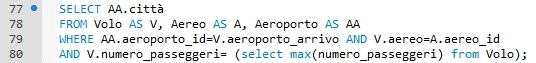 77 SELECT AA.città
78 FROM Volo AS V, Aereo AS A, Aeroporto AS AA
79 WHERE AA.aeroporto_id=V.aeroporto_arrivo AND V.aereo=A.aereo_id
80 AND V.numero_passeggeri= (select max(numero_passeggeri) from Volo);